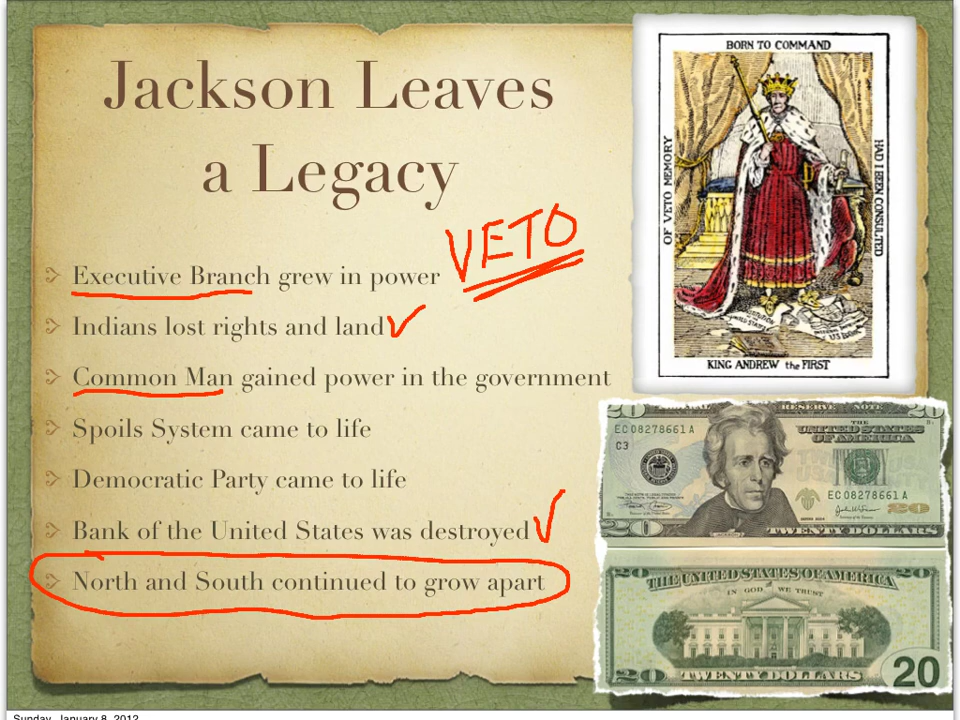 Jackson Leaves
a Legacy
VETO
Executive Branch grew in power
Indians lost rights and land
Common Man gained power in the government
Spoils System came to life
Democratic Party came to life
Bank of the United States was destroyed
North and South continued to grow apart
BORN TO COMMAND
OF VETO MEMORY
HAD I BEEN CONSULTED
KING ANDREW the FIRST
EC 08278661 A
C3
THE
UNITED STATES
OF AMERICA
EC 08278661 A
20
TWENTY DOLLARS
20
THE UNITED STATES OF AMERICA
20
IN GOD WE TRUST
20
TWENTY DOLLARS
20
Sunday, January 8, 2012